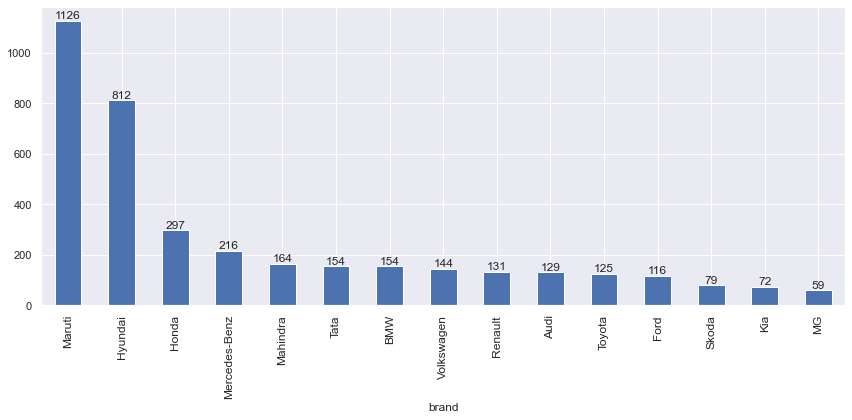 1126
812
297
216
164
154
154
144
131
129
125
116
79
72
59
1000
800
600
400
200
0
Maruti
Hyundai
Honda
Mercedes-Benz
Mahindra
Tata
BMW
Volkswagen
Renault
Audi
Toyota
Ford
Skoda
Kia
MG
brand